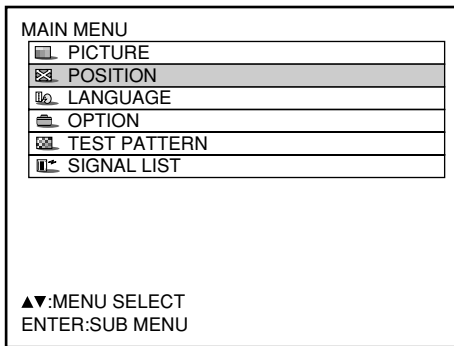 MAIN MENU
PICTURE
POSITION
LANGUAGE
OPTION
TEST PATTERN
SIGNAL LIST
▲▼:MENU SELECT
ENTER:SUB MENU